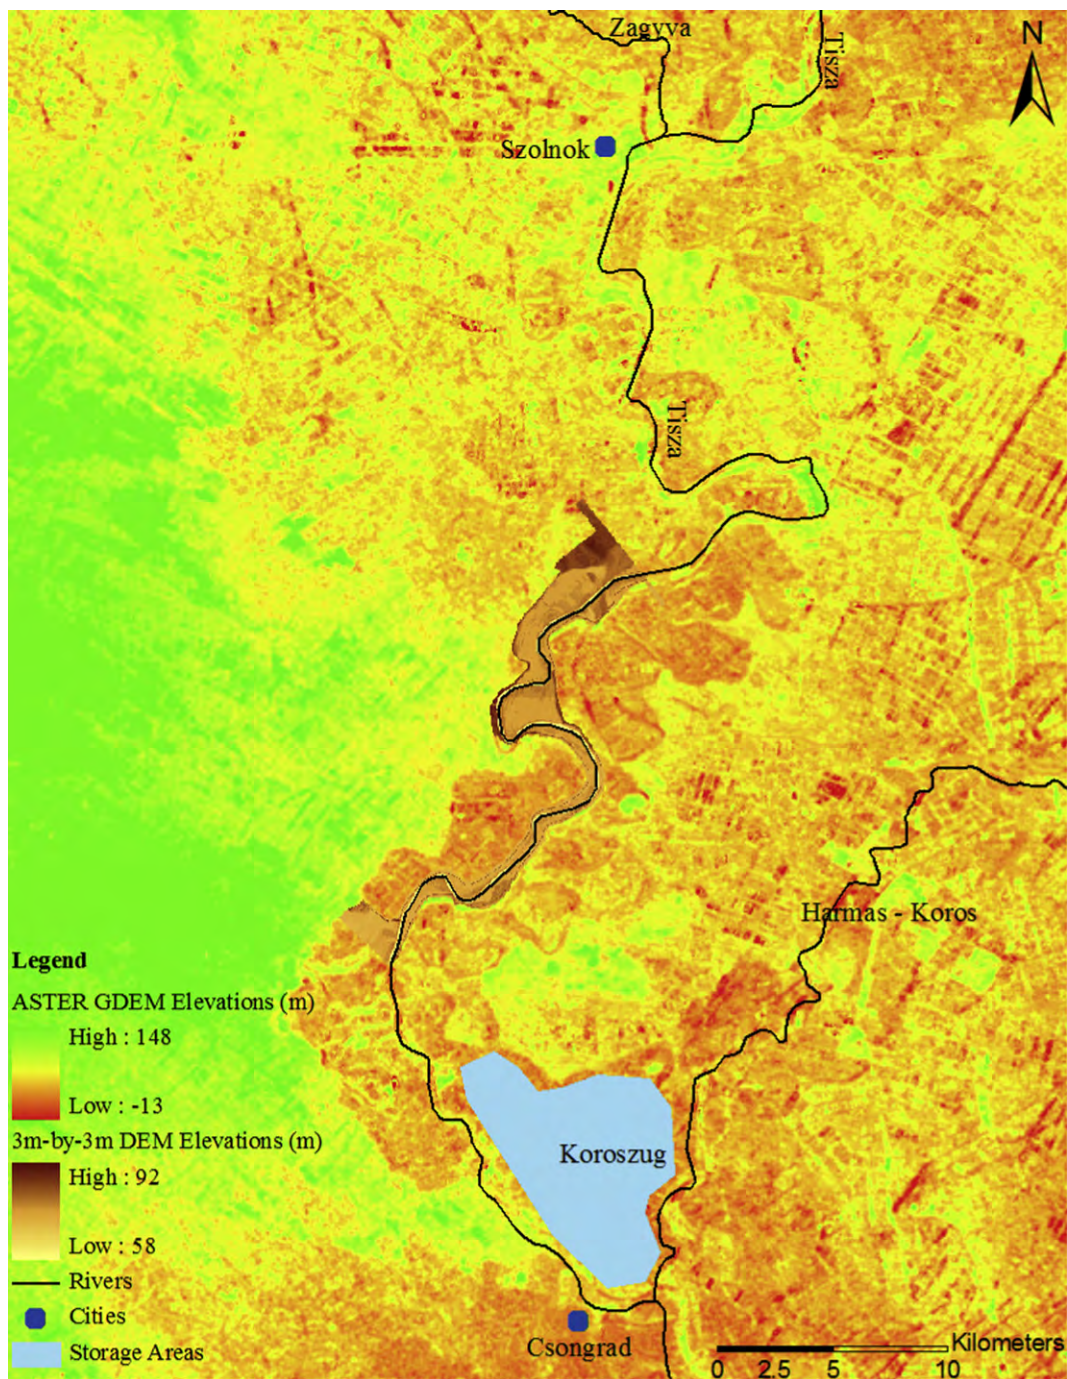 Zagyva
Tisza
N
Szolnok
Tisza
Harmas - Koros
Legend
ASTER GDEM Elevations (m)
High : 148
Low : -13
3m-by-3m DEM Elevations (m)
High : 92
Low : 58
Rivers
Cities
Storage Areas
Koroszug
Csongrad
Kilometers
0 2.5 5 10